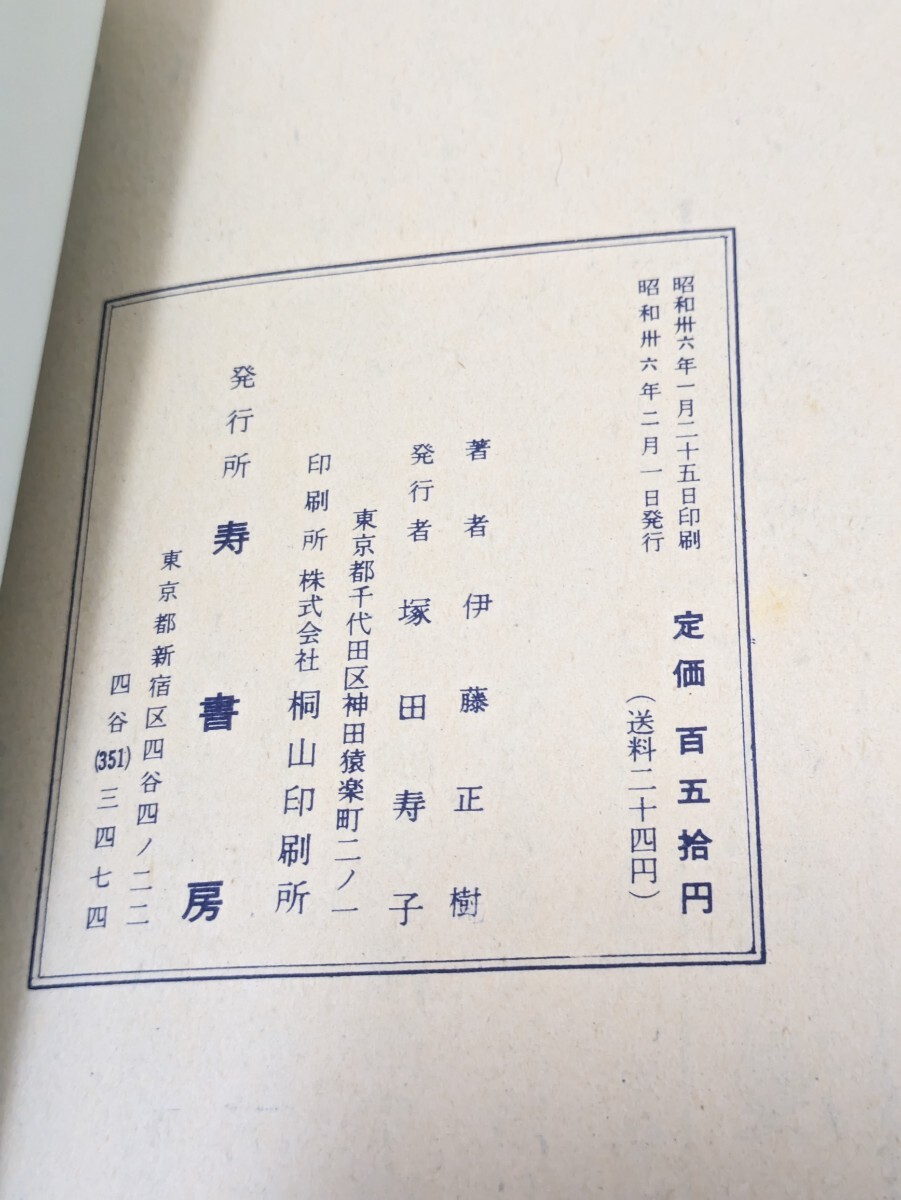 昭和卅六年一月二十五日印刷
昭和卅六年二月一日発行
定価百五拾円
（送料二十四円）
著者伊藤正樹
発行者塚田寿子
東京都千代田区神田猿楽町二ノ一
印刷所株式会社桐山印刷所
発行所寿書房
東京都新宿区四谷四ノ二二
四谷(351)三四七四